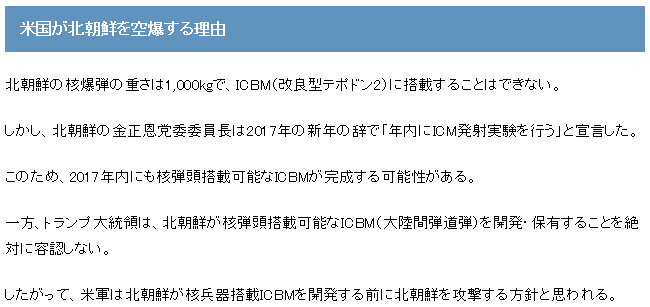 米国が北朝鮮を空爆する理由
北朝鮮の核爆弾の重さは1,000kgで、ICBM(改良型テポドン2)に搭載することはできない。
しかし、北朝鮮の金正恩党委委員長は2017年の新年の辞で「年内にICM発射実験を行う」と宣言した。
このため、2017年内にも核弾頭搭載可能なICBMが完成する可能性がある。
一方、トランプ大統領は、北朝鮮が核弾頭搭載可能なICBM(大陸間弾道弾)を開発・保有することを絶
対に容認しない。
したがって、米軍は北朝鮮が核兵器搭載ICBMを開発する前に北朝鮮を攻撃する方針と思われる。